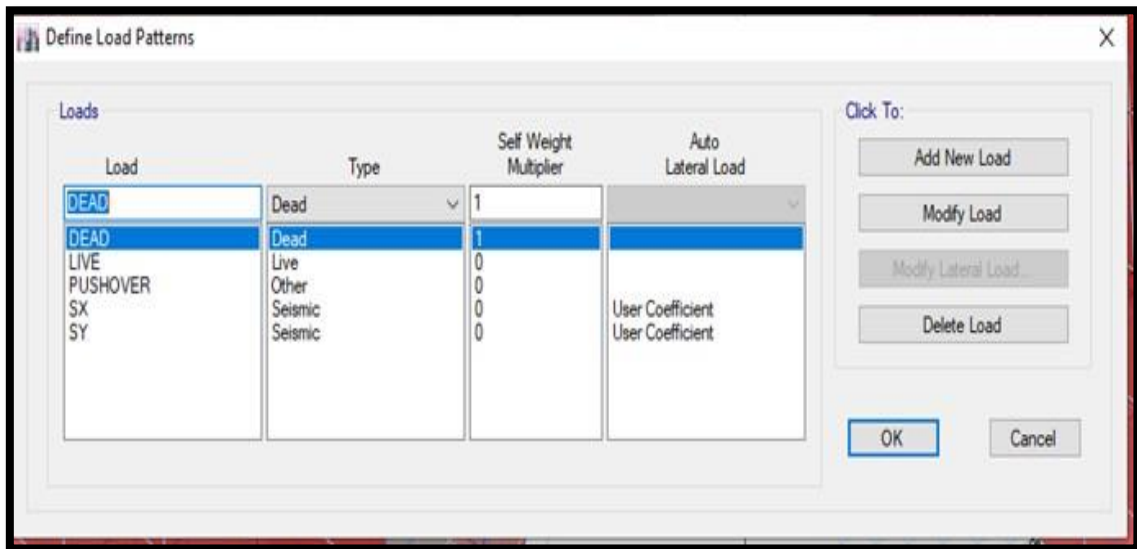 Define Load Patterns
Loads
Click To:
Load Type Self Weight Multiplier Auto Lateral Load
DEAD Dead 1
DEAD Dead 1
LIVE Live 0
PUSHOVER Other 0
SX Seismic 0 User Coefficient
SY Seismic 0 User Coefficient
Add New Load
Modify Load
Modify Lateral Load...
Delete Load
OK Cancel